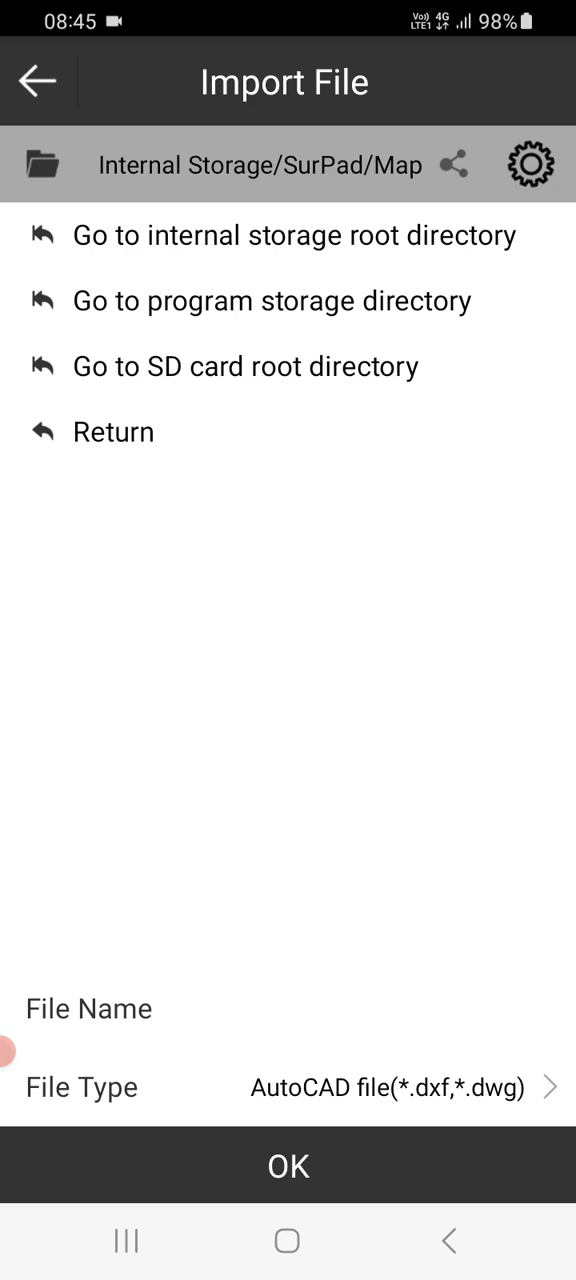 08:45
Vo) 4G LTE1 98%
Import File
Internal Storage/SurPad/Map
Go to internal storage root directory
Go to program storage directory
Go to SD card root directory
Return
File Name
File Type AutoCAD file(*.dxf,*.dwg)
OK